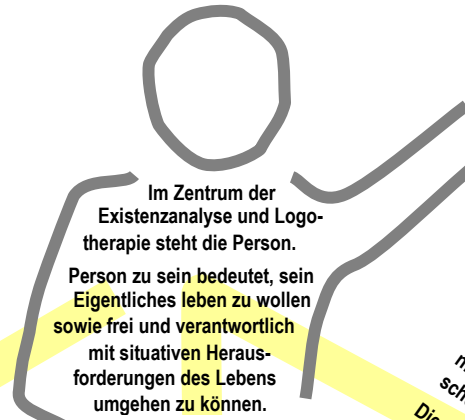 Im Zentrum der
Existenzanalyse und Logo-
therapie steht die Person.
Person zu sein bedeutet, sein
Eigentliches leben zu wollen
sowie frei und verantwortlich
mit situativen Heraus-
forderungen des Lebens
umgehen zu können.